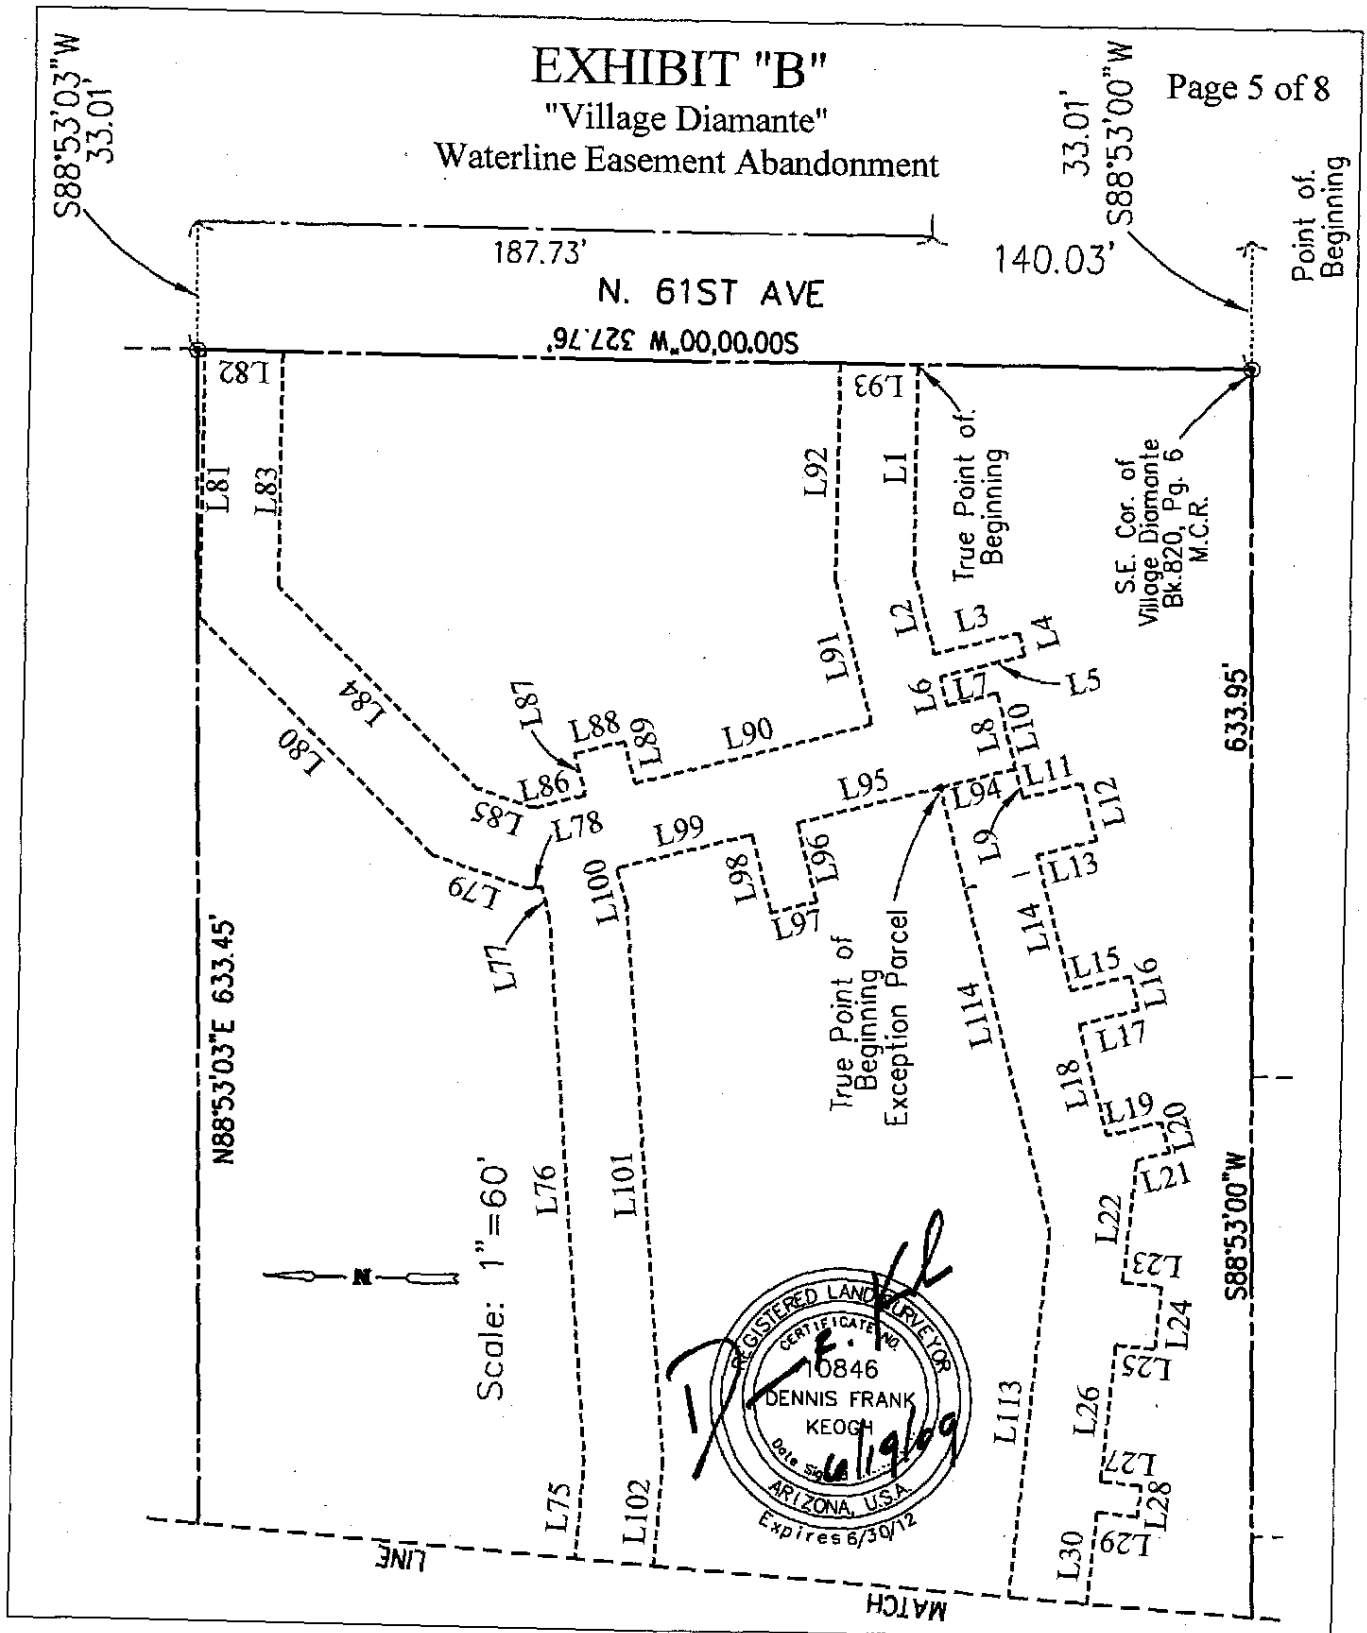 EXHIBIT "B"
"Village Diamante"
Waterline Easement Abandonment
Page 5 of 8
S88°53'03"W
33.01'
33.01'
S88°53'00"W
Point of
Beginning
187.73'
140.03'
N. 61ST AVE
S00°00'00"W 327.76'
L82
L81
L83
L93
L92
L1
True Point of
Beginning
S.E. Cor. of
Village Diamante
Bk.820, Pg. 6
M.C.R.
L2
L3
L4
L5
L6
L7
L8
L10
L91
L84
L80
L87
L88
L89
L90
L86
L85
L78
L79
L77
L99
L100
L95
L94
L96
L98
L97
L9
L11
L12
L13
L14
L15
L16
L17
L18
L19
L20
L21
L22
L23
L24
L25
L26
L27
L28
L29
L30
True Point of
Beginning
Exception Parcel
L114
L113
N88°53'03"E 633.45'
633.95'
S88°53'00"W
L76
L101
L75
L102
N
Scale: 1"=60'
REGISTERED LAND SURVEYOR
CERTIFICATE NO.
10846
DENNIS FRANK
KEOGH
Date Signed
6/19/09
ARIZONA, U.S.A.
Expires 6/30/12
MATCH
LINE